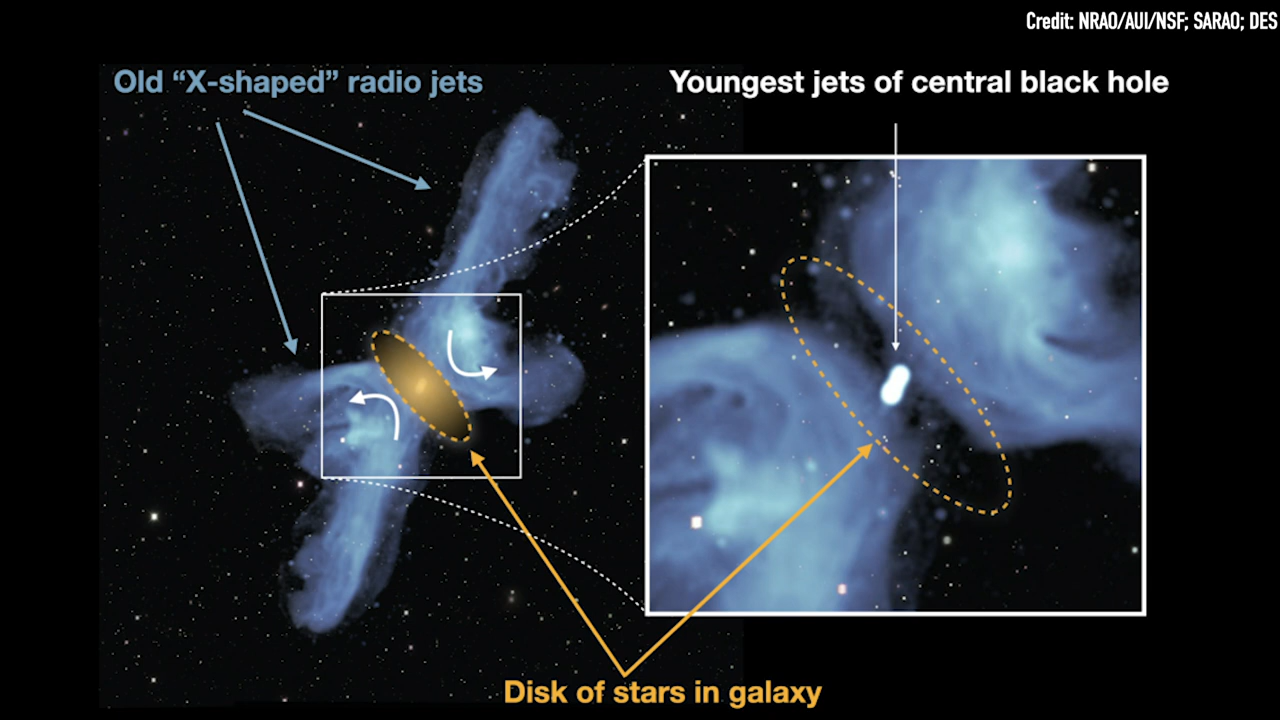 Credit: NRAO/AUI/NSF; SARAO; DES
Old “X-shaped” radio jets
Youngest jets of central black hole
Disk of stars in galaxy